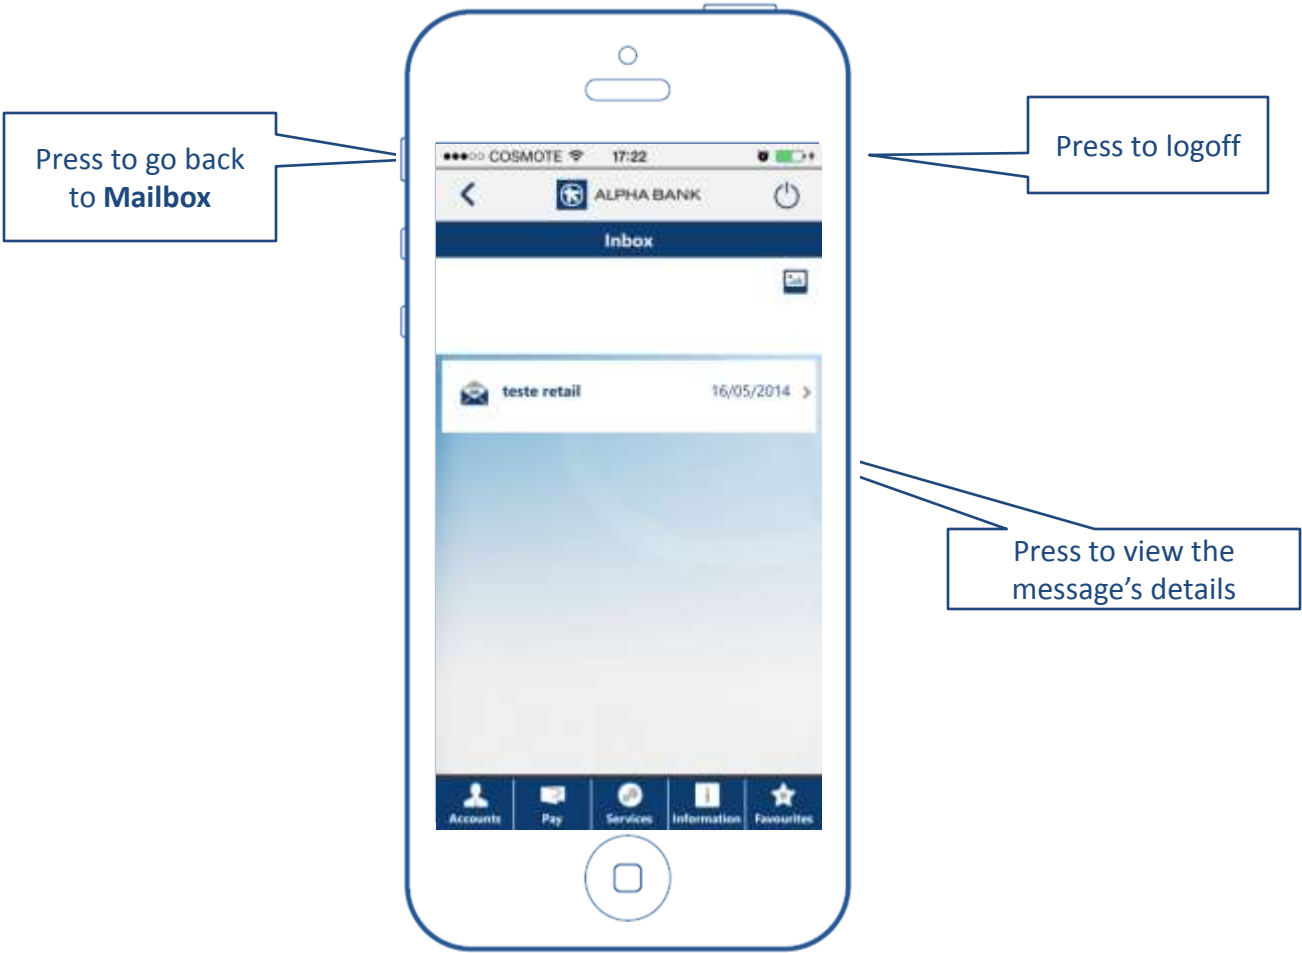 Press to go back
to Mailbox
Press to logoff
COSMOTE 17:22
ALPHA BANK
Inbox
teste retail 16/05/2014
Press to view the
message’s details
Accounts Pay Services Information Favourites